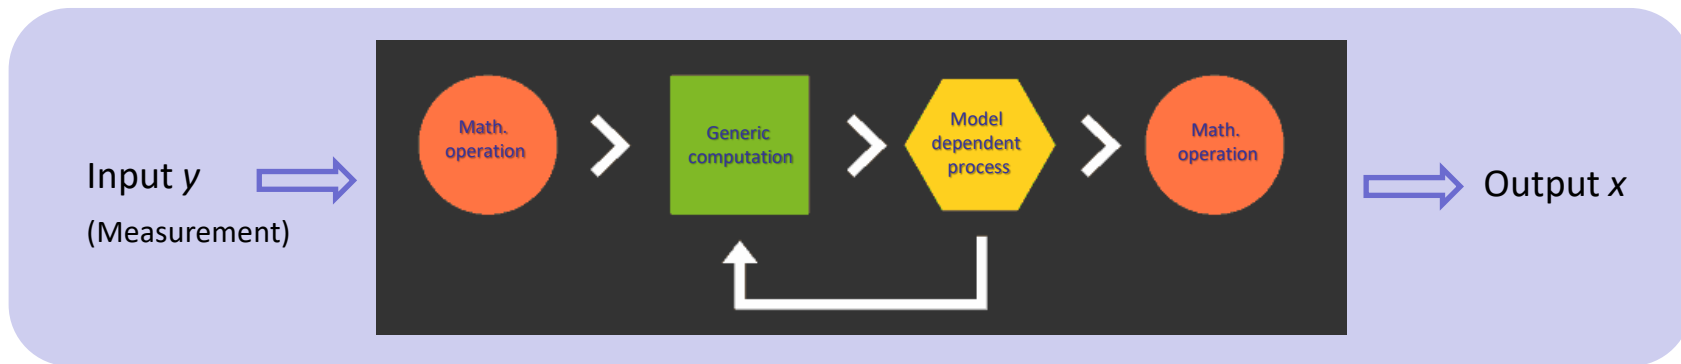 Input y
(Measurement)
Math.
operation
Generic
computation
Model
dependent
process
Math.
operation
Output x